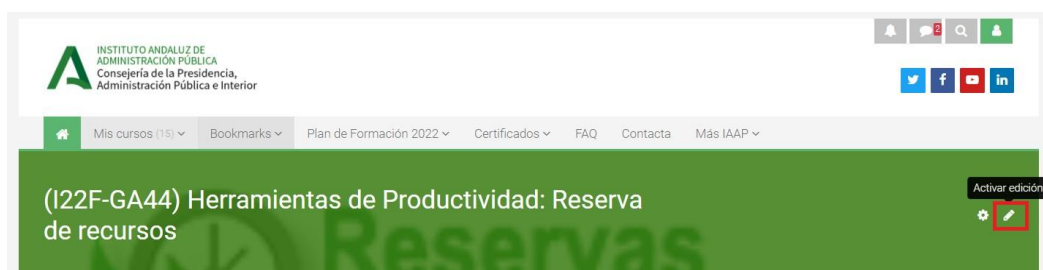 INSTITUTO ANDALUZ DE
ADMINISTRACIÓN PÚBLICA
Consejería de la Presidencia,
Administración Pública e Interior
2
Mis cursos (15)
Bookmarks
Plan de Formación 2022
Certificados
FAQ
Contacta
Más IAAP
Activar edición
(I22F-GA44) Herramientas de Productividad: Reserva
de recursos
Reservas